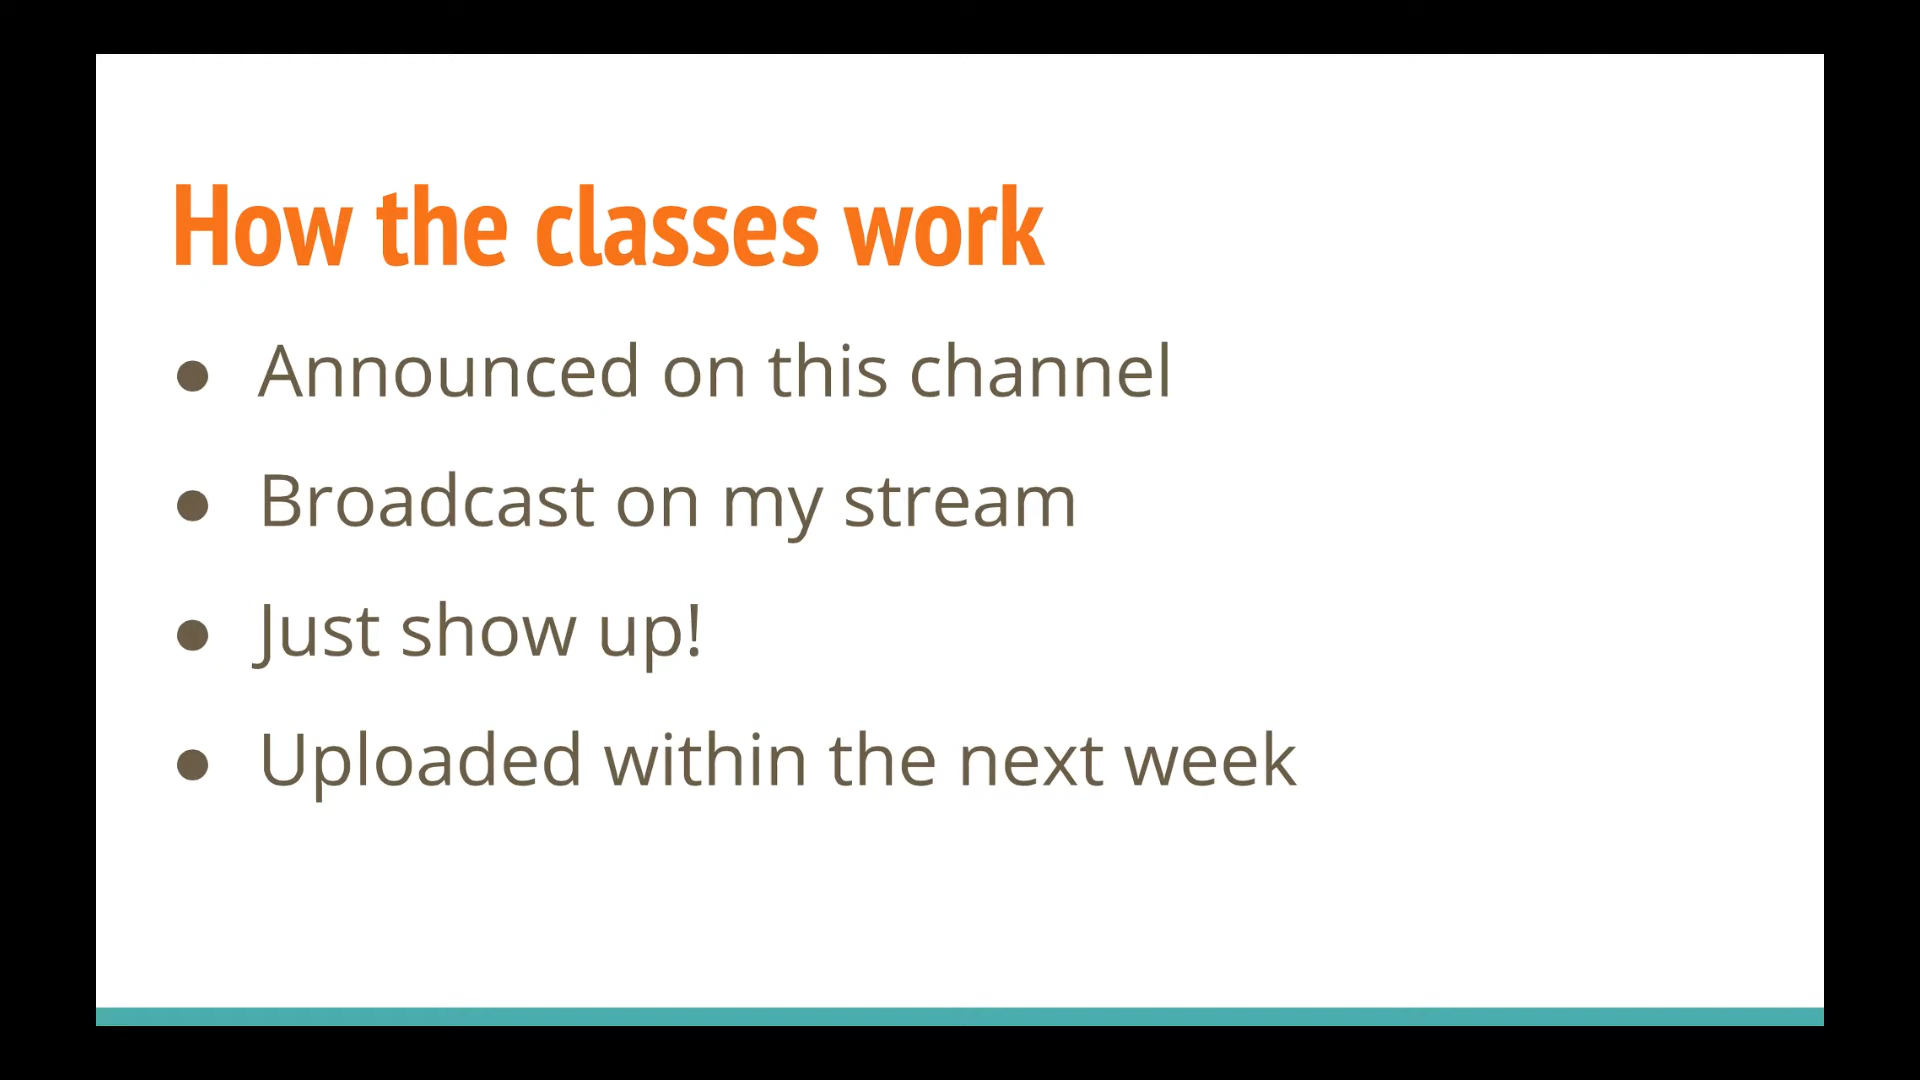 How the classes work
● Announced on this channel
● Broadcast on my stream
● Just show up!
● Uploaded within the next week